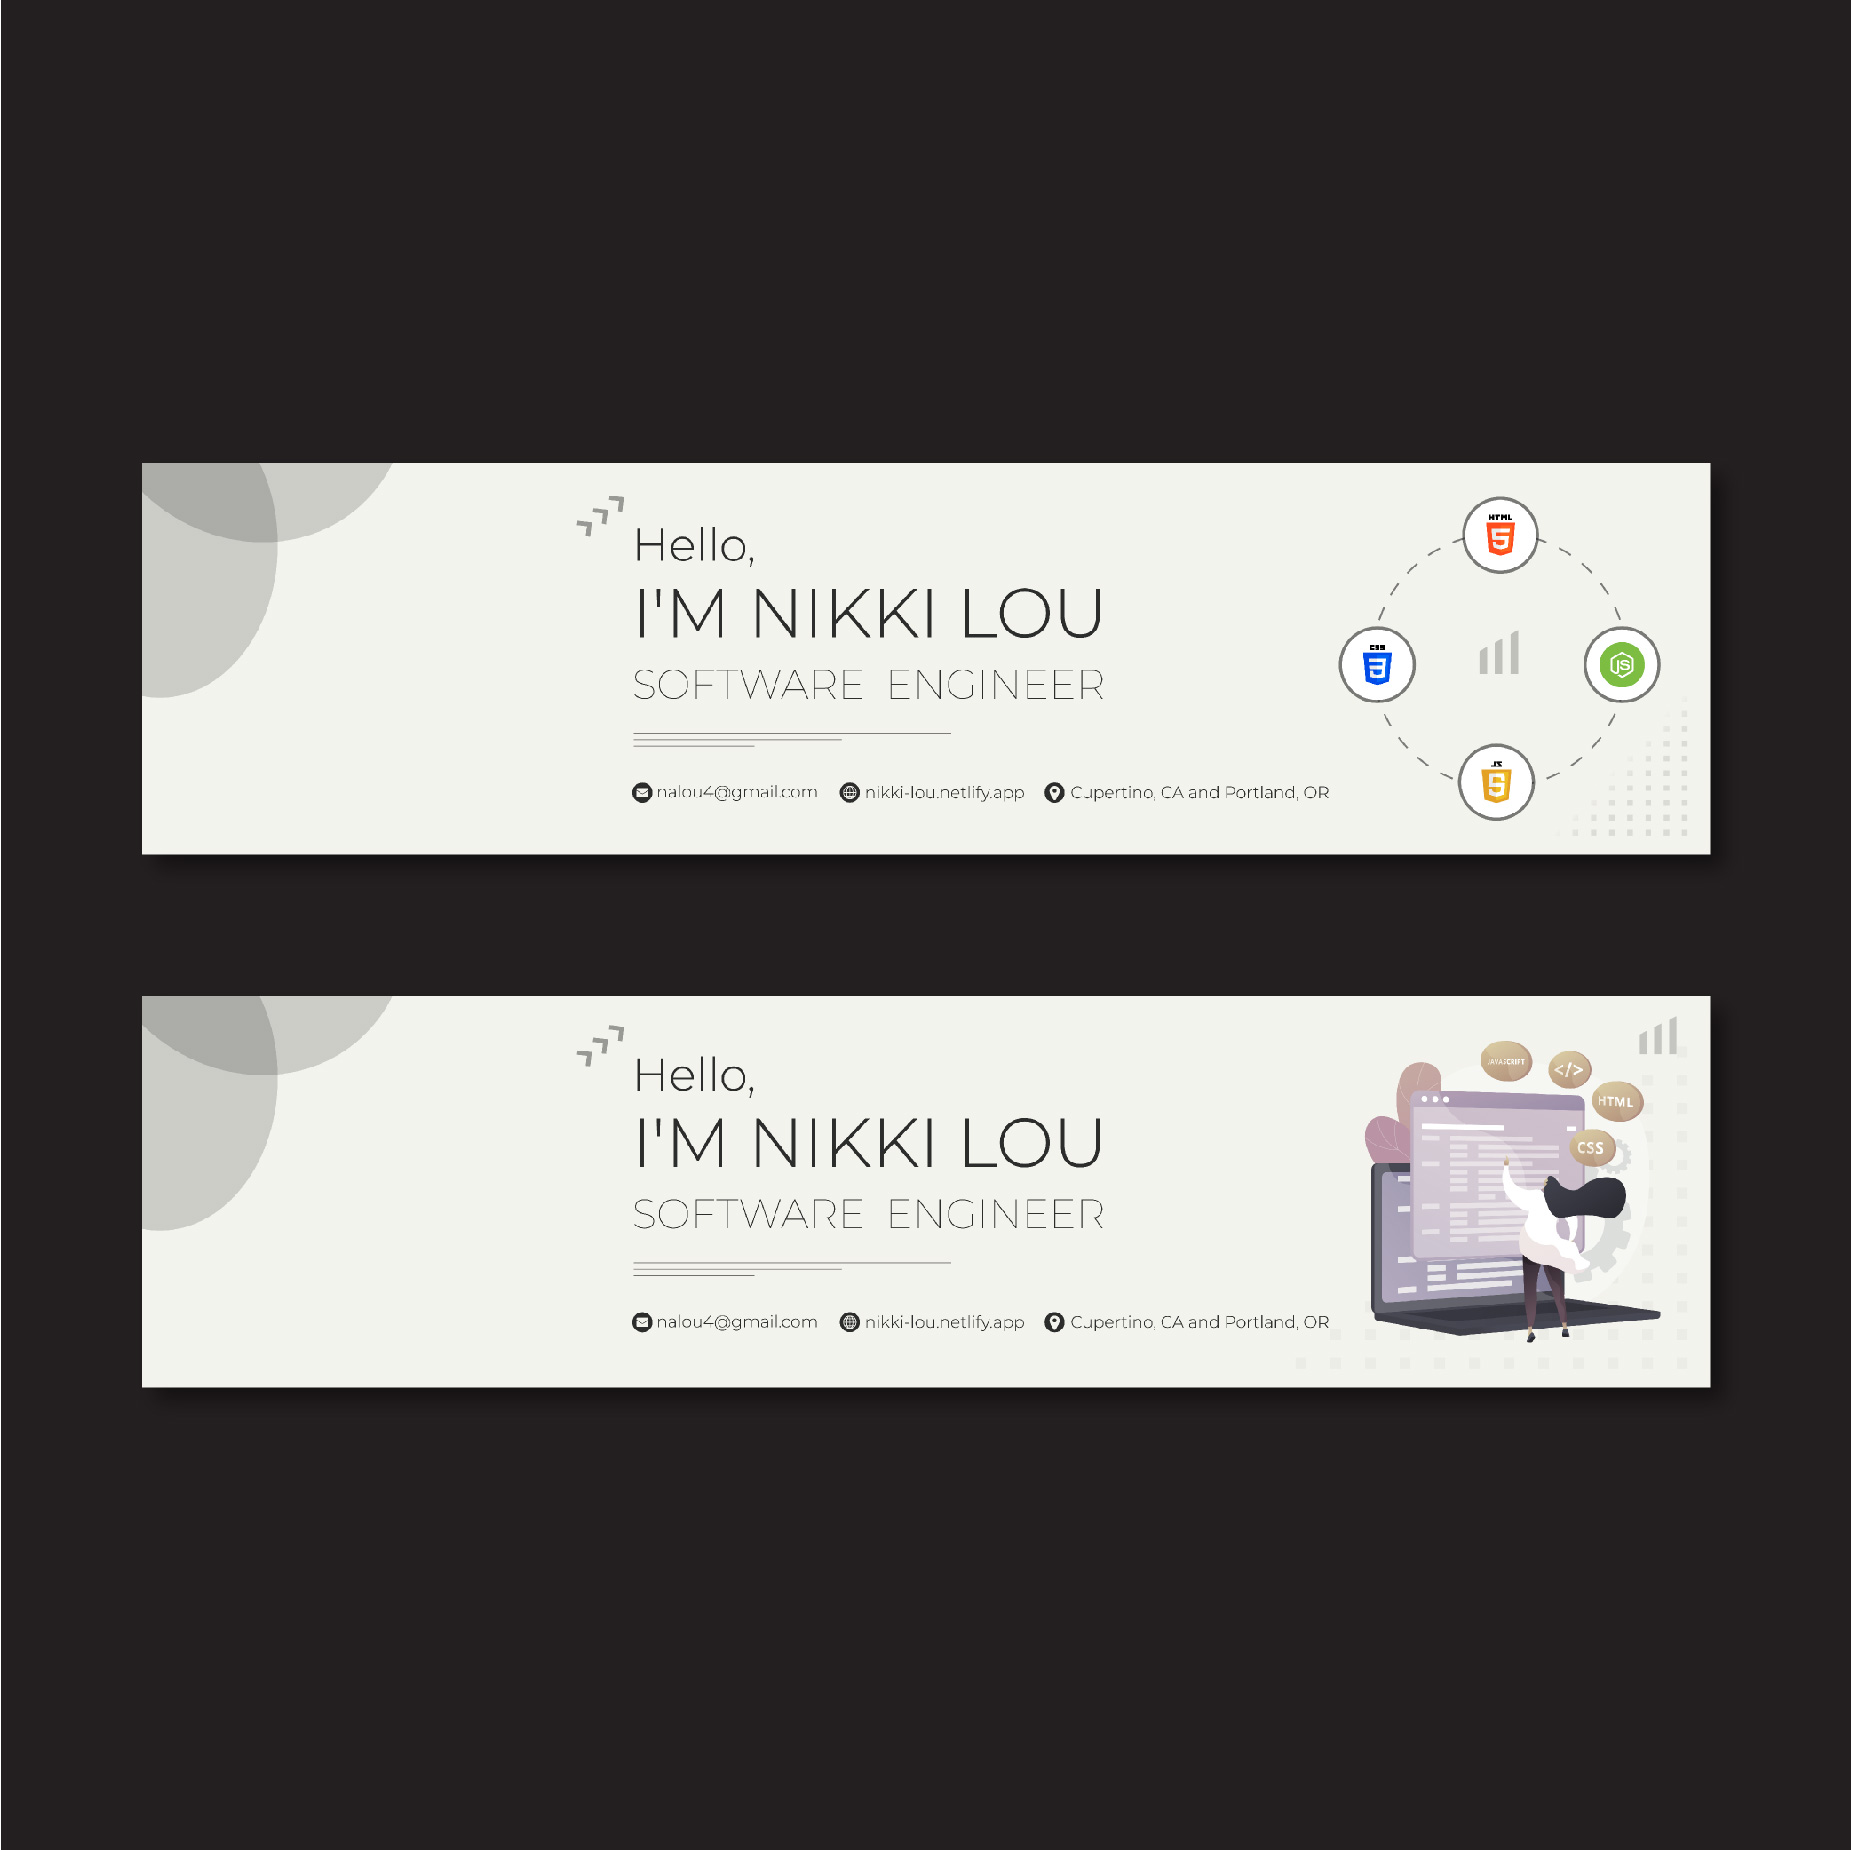 Hello,
I'M NIKKI LOU
SOFTWARE ENGINEER
nalou4@gmail.com nikki-lou.netlify.app Cupertino, CA and Portland, OR
HTML
5
CSS
3
JS
JS
5
Hello,
I'M NIKKI LOU
SOFTWARE ENGINEER
nalou4@gmail.com nikki-lou.netlify.app Cupertino, CA and Portland, OR
JAVASCRIPT
</>
HTML
CSS